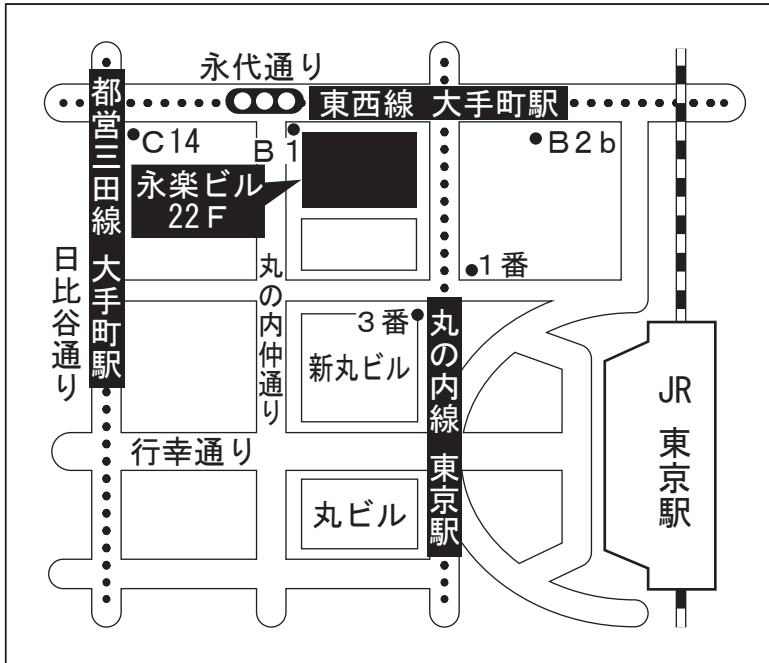 永代通り
東西線 大手町駅
都営三田線 大手町駅
C14
B1
B2b
永楽ビル
22F
日比谷通り
丸の内仲通り
1番
3番
新丸ビル
丸の内線 東京駅
JR
東京駅
行幸通り
丸ビル